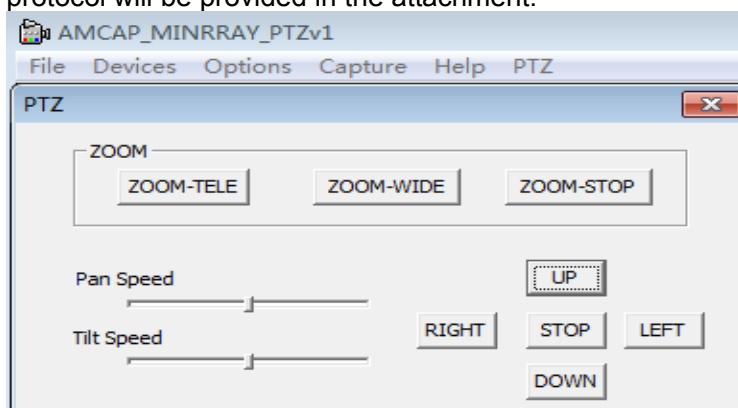 protocol will be provided in the attachment.
AMCAP_MINRRAY_PTZv1
File Devices Options Capture Help PTZ
PTZ
ZOOM
ZOOM-TELE ZOOM-WIDE ZOOM-STOP
Pan Speed
UP
Tilt Speed
RIGHT STOP LEFT
DOWN